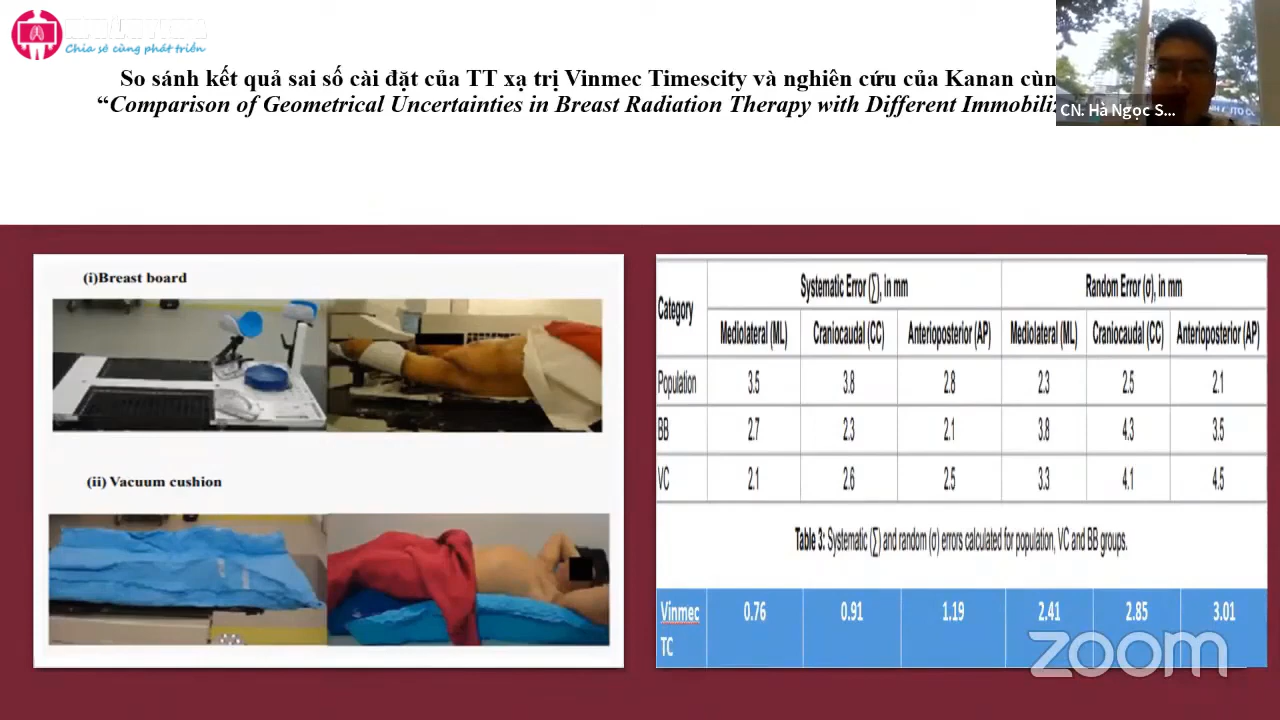 Chia sẻ cùng phát triển
So sánh kết quả sai số cài đặt của TT xạ trị Vinmec Timescity và nghiên cứu của Kanan cùn
“Comparison of Geometrical Uncertainties in Breast Radiation Therapy with Different Immobiliz
CN. Hà Ngọc S...
(i)Breast board
(ii) Vacuum cushion
Category Systematic Error (∑), in mm Random Error (σ), in mm
Mediolateral (ML) Craniocaudal (CC) Anterioposterior (AP) Mediolateral (ML) Craniocaudal (CC) Anterioposterior (AP)
Population 3.5 3.8 2.8 2.3 2.5 2.1
BB 2.7 2.3 2.1 3.8 4.3 3.5
VC 2.1 2.6 2.5 3.3 4.1 4.5
Table 3: Systematic (∑) and random (σ) errors calculated for population, VC and BB groups.
Vinmec 0.76 0.91 1.19 2.41 2.85 3.01
TC
zoom